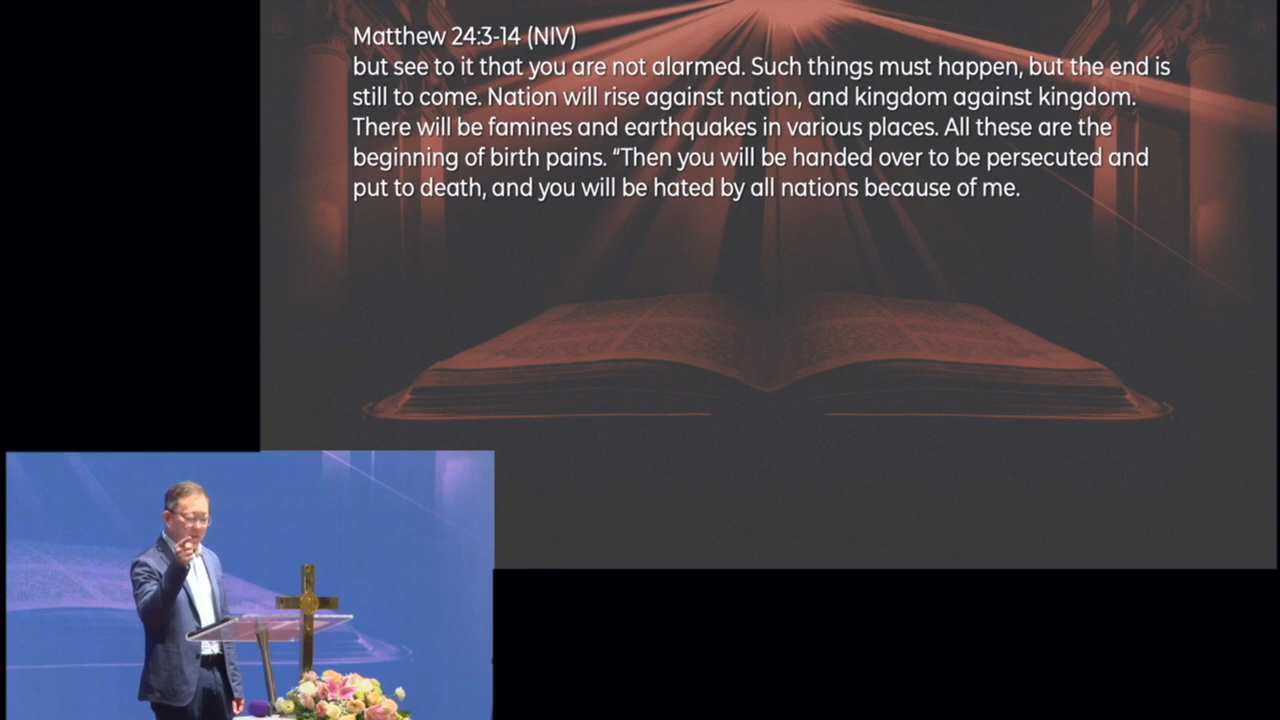 Matthew 24:3-14 (NIV)
but see to it that you are not alarmed. Such things must happen, but the end is
still to come. Nation will rise against nation, and kingdom against kingdom.
There will be famines and earthquakes in various places. All these are the
beginning of birth pains. “Then you will be handed over to be persecuted and
put to death, and you will be hated by all nations because of me.